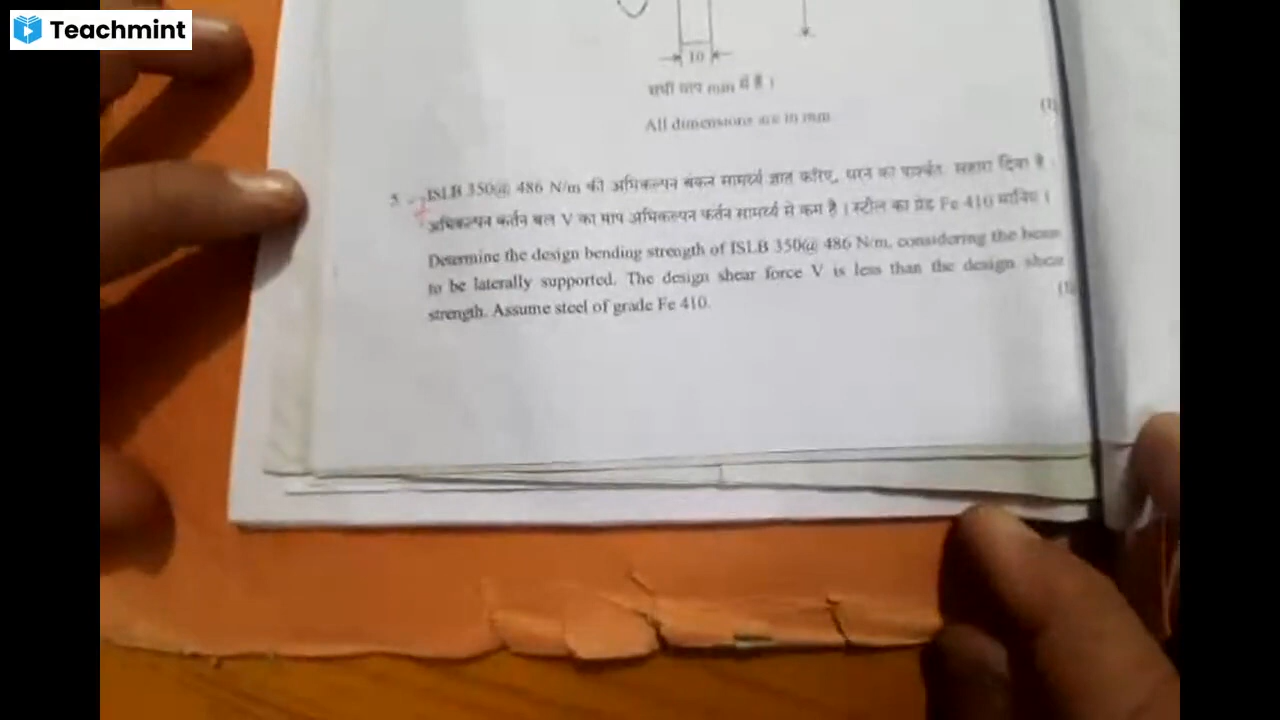 Teachmint
10
सभी माप mm में हैं ।
All dimensions are in mm
5. ISLB 350@ 486 N/m की अभिकल्पन बंकन सामर्थ्य ज्ञात करिए, धरन को पार्श्वत: सहारा दिया है ।
अभिकल्पन कर्तन बल V का माप अभिकल्पन कर्तन सामर्थ्य से कम है । स्टील का ग्रेड Fe 410 मानिए ।
Determine the design bending strength of ISLB 350@ 486 N/m, considering the beam
to be laterally supported. The design shear force V is less than the design shear
strength. Assume steel of grade Fe 410.